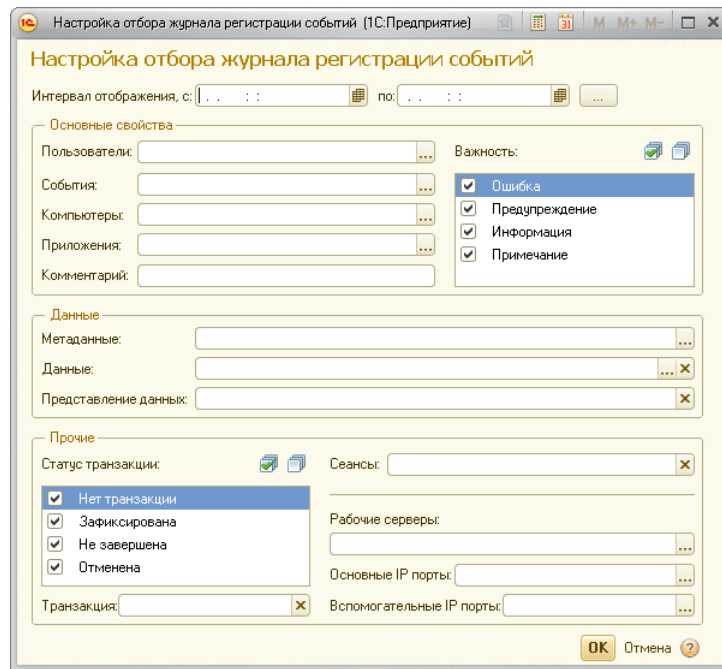 1С Настройка отбора журнала регистрации событий (1С:Предприятие) 31 M M+ M-
Настройка отбора журнала регистрации событий
Интервал отображения, с: . . : : по: . . : : ...
Основные свойства
Пользователи: ...
События: ...
Компьютеры: ...
Приложения: ...
Комментарий:
Важность:
Ошибка
Предупреждение
Информация
Примечание
Данные
Метаданные: ...
Данные: ...
Представление данных:
Прочие
Статус транзакции:
Нет транзакции
Зафиксирована
Не завершена
Отменена
Транзакция:
Сеансы:
Рабочие серверы:
...
Основные IP порты: ...
Вспомогательные IP порты: ...
OK Отмена ?